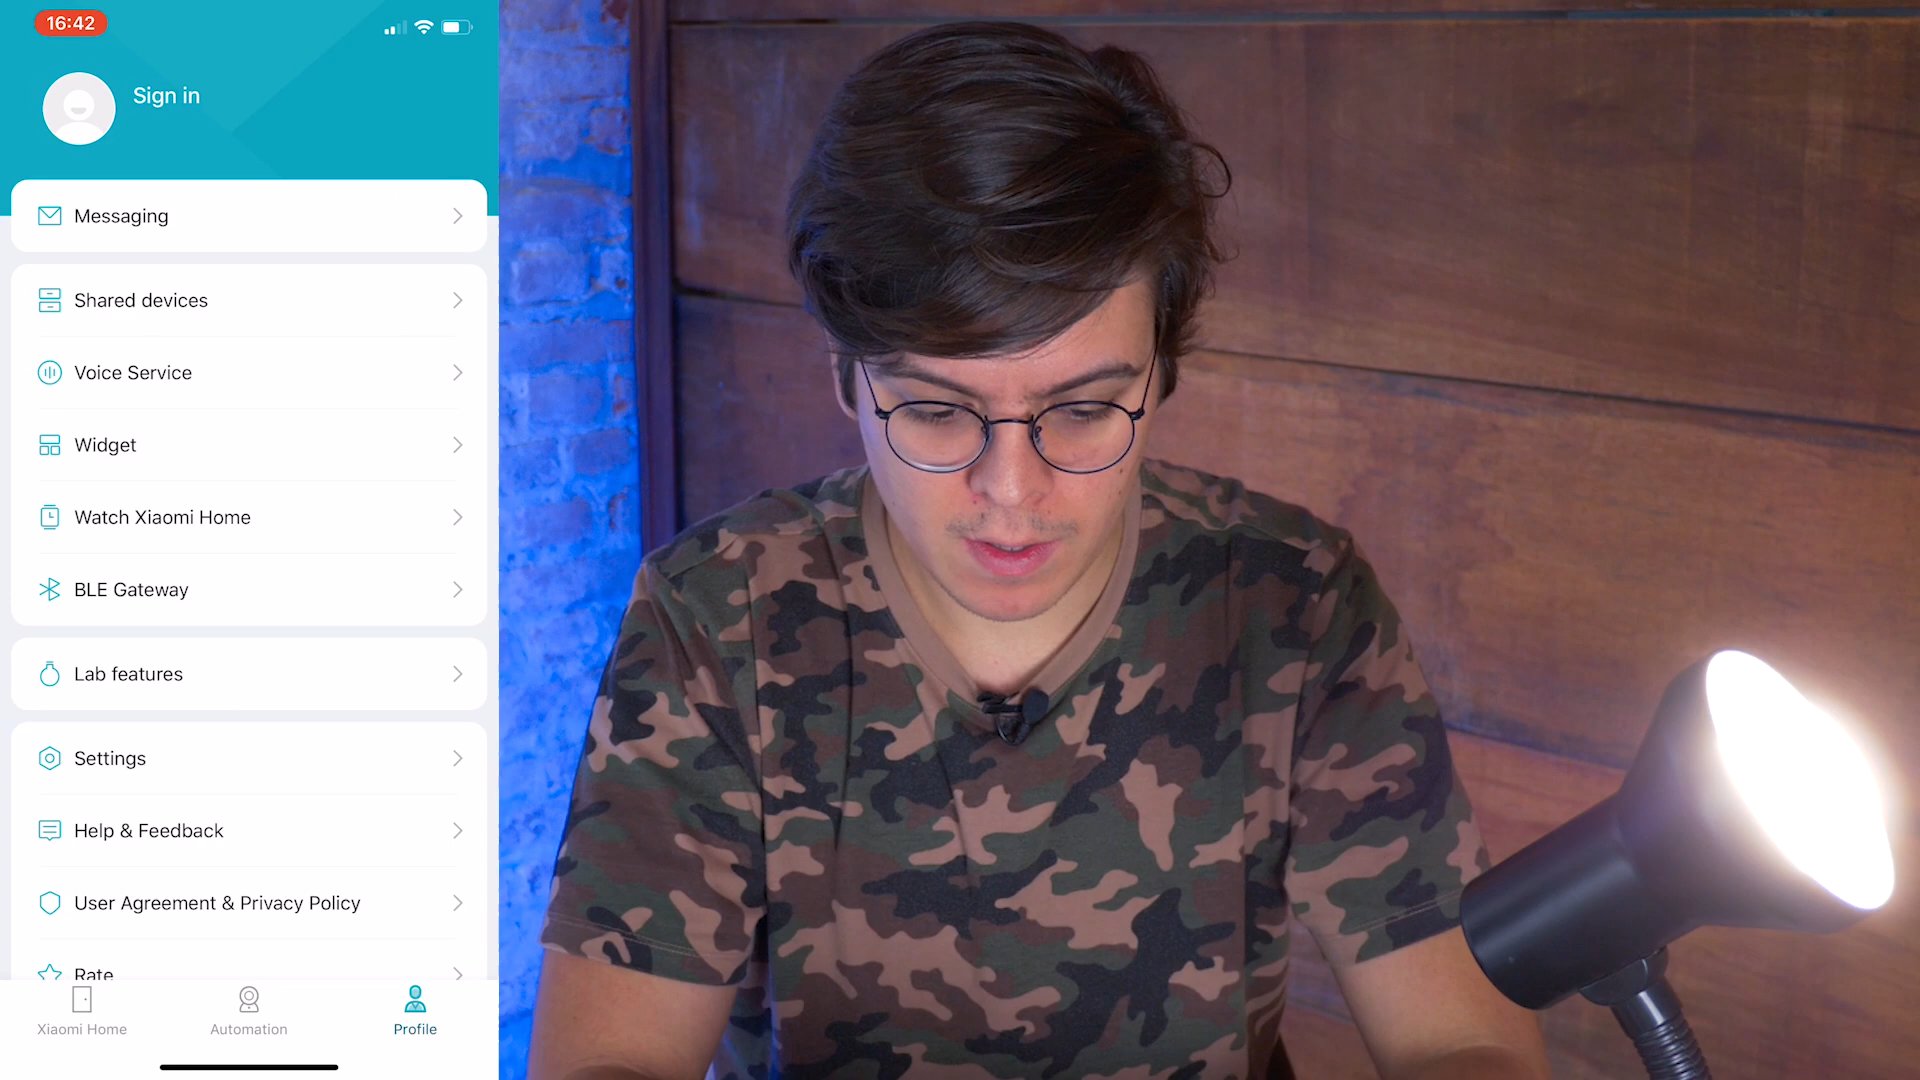 16:42
Sign in
Messaging
Shared devices
Voice Service
Widget
Watch Xiaomi Home
BLE Gateway
Lab features
Settings
Help & Feedback
User Agreement & Privacy Policy
Rate
Xiaomi Home
Automation
Profile